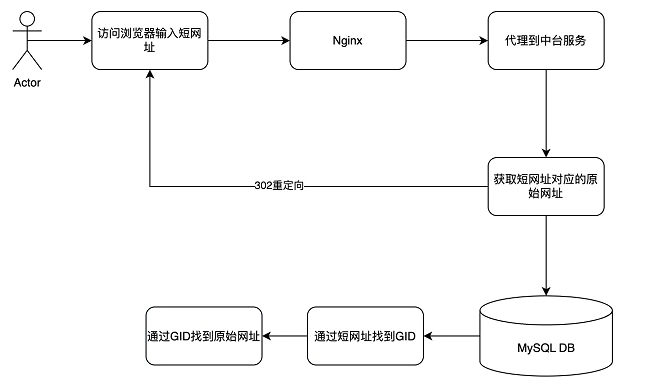 访问浏览器输入短网
址
Nginx
代理到中台服务
Actor
302重定向
获取短网址对应的原
始网址
通过GID找到原始网址
通过短网址找到GID
MySQL DB